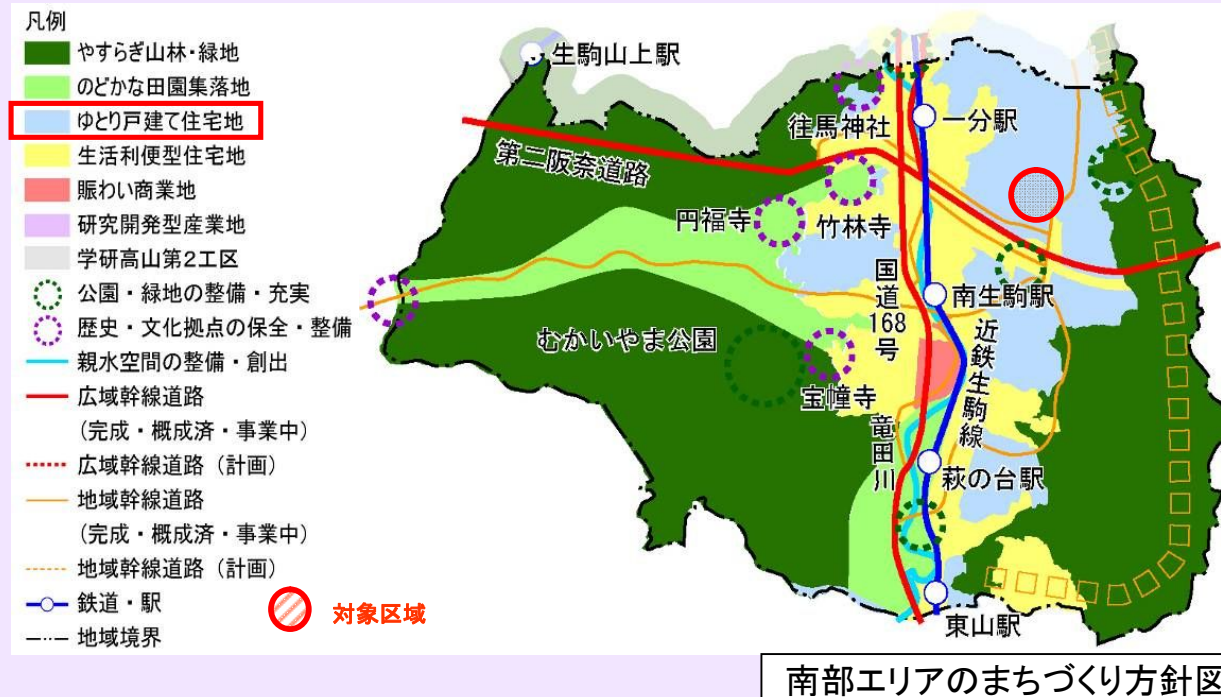 凡例
やすらぎ山林・緑地
のどかな田園集落地
ゆとり戸建て住宅地
生活利便型住宅地
賑わい商業地
研究開発型産業地
学研高山第2工区
公園・緑地の整備・充実
歴史・文化拠点の保全・整備
親水空間の整備・創出
広域幹線道路
(完成・概成済・事業中)
広域幹線道路(計画)
地域幹線道路
(完成・概成済・事業中)
地域幹線道路(計画)
鉄道・駅
地域境界
対象区域
生駒山上駅
往馬神社
一分駅
第二阪奈道路
円福寺
竹林寺
国道168号
南生駒駅
むかいやま公園
宝幢寺
近鉄生駒線
竜田川
萩の台駅
東山駅
南部エリアのまちづくり方針図